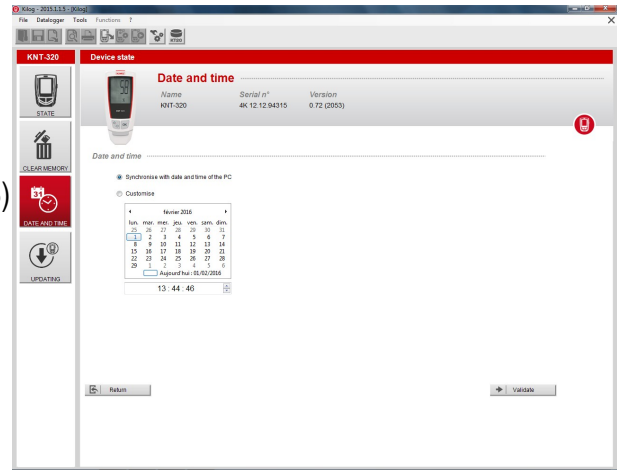 Kilog - 2015.1.1.5 - [Kilog]
File Datalogger Tools Functions ?
KNT-320 Device state
Date and time
Name Serial n° Version
KNT-320 4K 12.12.94315 0.72 (2053)
STATE
CLEAR MEMORY
31
DATE AND TIME
UPDATING
)
Date and time
Synchronise with date and time of the PC
Customise
février 2016
lun. mar. mer. jeu. ven. sam. dim.
25 26 27 28 29 30 31
1 2 3 4 5 6 7
8 9 10 11 12 13 14
15 16 17 18 19 20 21
22 23 24 25 26 27 28
29 1 2 3 4 5 6
Aujourd'hui : 01/02/2016
13 : 44 : 46
Return Validate